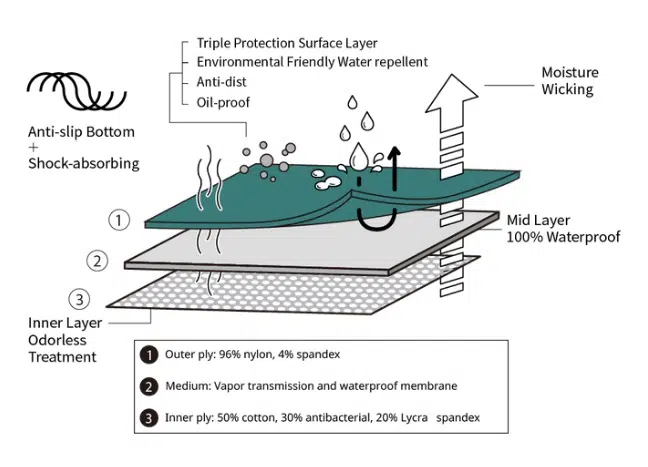 Triple Protection Surface Layer
Environmental Friendly Water repellent
Anti-dist
Oil-proof
Moisture
Wicking
Anti-slip Bottom
+
Shock-absorbing
1
Mid Layer
100% Waterproof
2
3
Inner Layer
Odorless
Treatment
1 Outer ply: 96% nylon, 4% spandex
2 Medium: Vapor transmission and waterproof membrane
3 Inner ply: 50% cotton, 30% antibacterial, 20% Lycra spandex